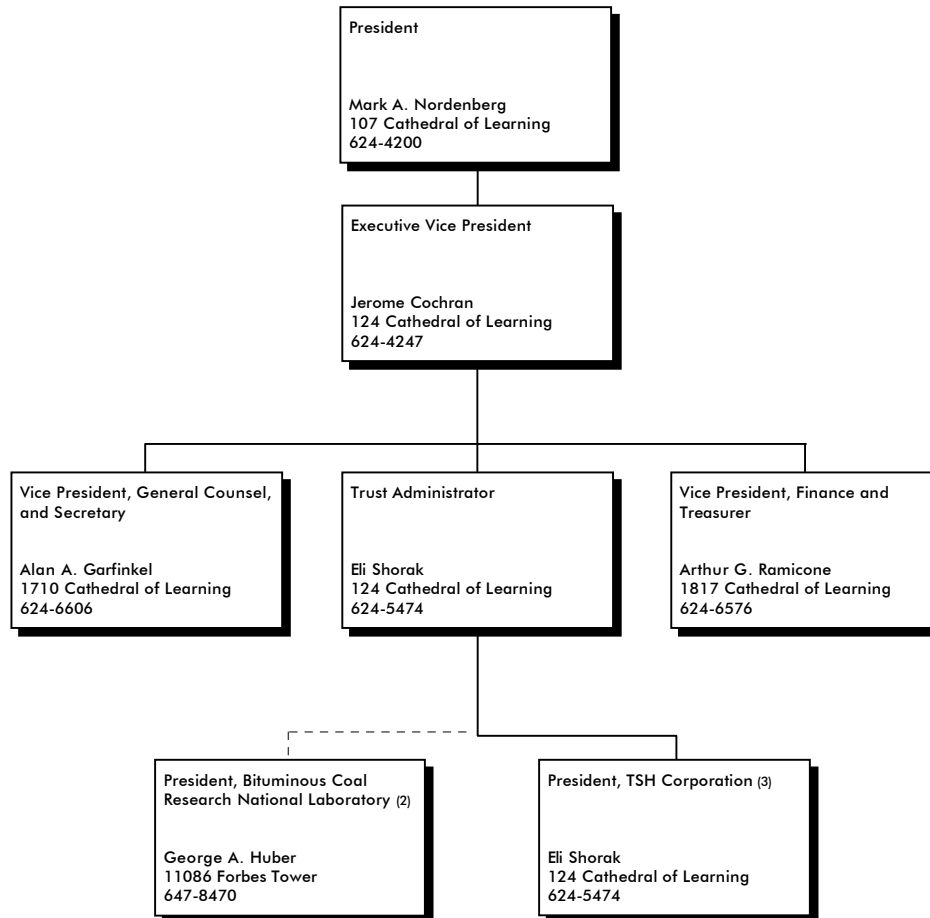 President
Mark A. Nordenberg
107 Cathedral of Learning
624-4200
Executive Vice President
Jerome Cochran
124 Cathedral of Learning
624-4247
Vice President, General Counsel,
and Secretary
Alan A. Garfinkel
1710 Cathedral of Learning
624-6606
Trust Administrator
Eli Shorak
124 Cathedral of Learning
624-5474
Vice President, Finance and
Treasurer
Arthur G. Ramicone
1817 Cathedral of Learning
624-6576
President, Bituminous Coal
Research National Laboratory (2)
George A. Huber
11086 Forbes Tower
647-8470
President, TSH Corporation (3)
Eli Shorak
124 Cathedral of Learning
624-5474